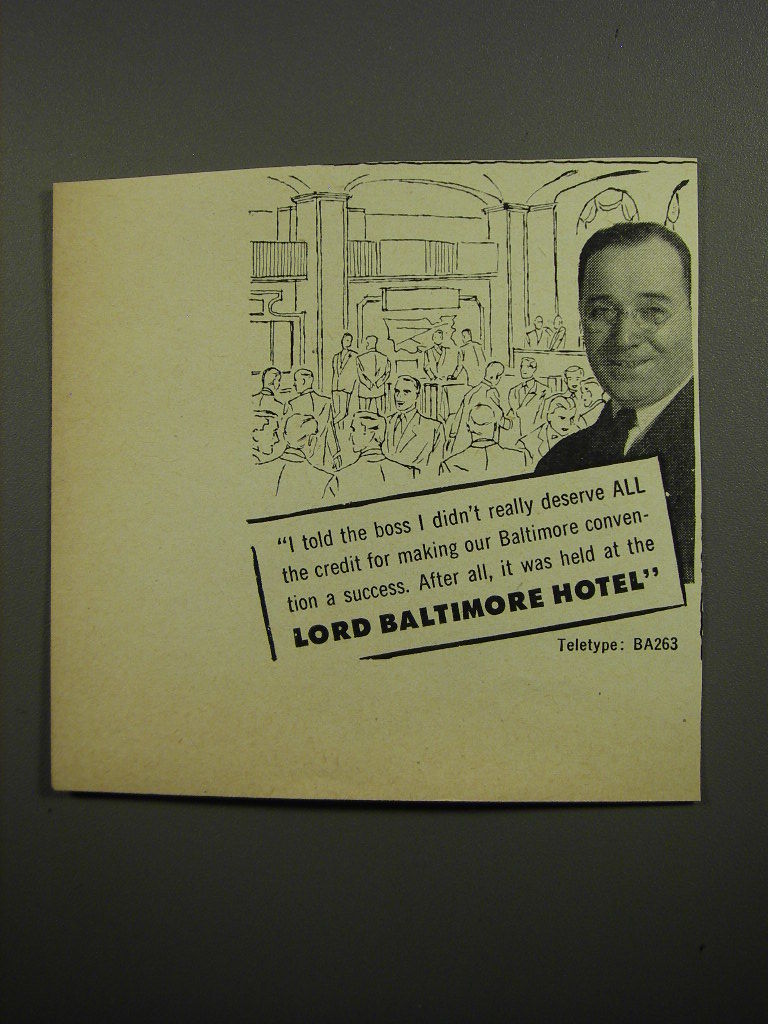 "I told the boss I didn't really deserve ALL
the credit for making our Baltimore conven-
tion a success. After all, it was held at the
LORD BALTIMORE HOTEL"
Teletype: BA263